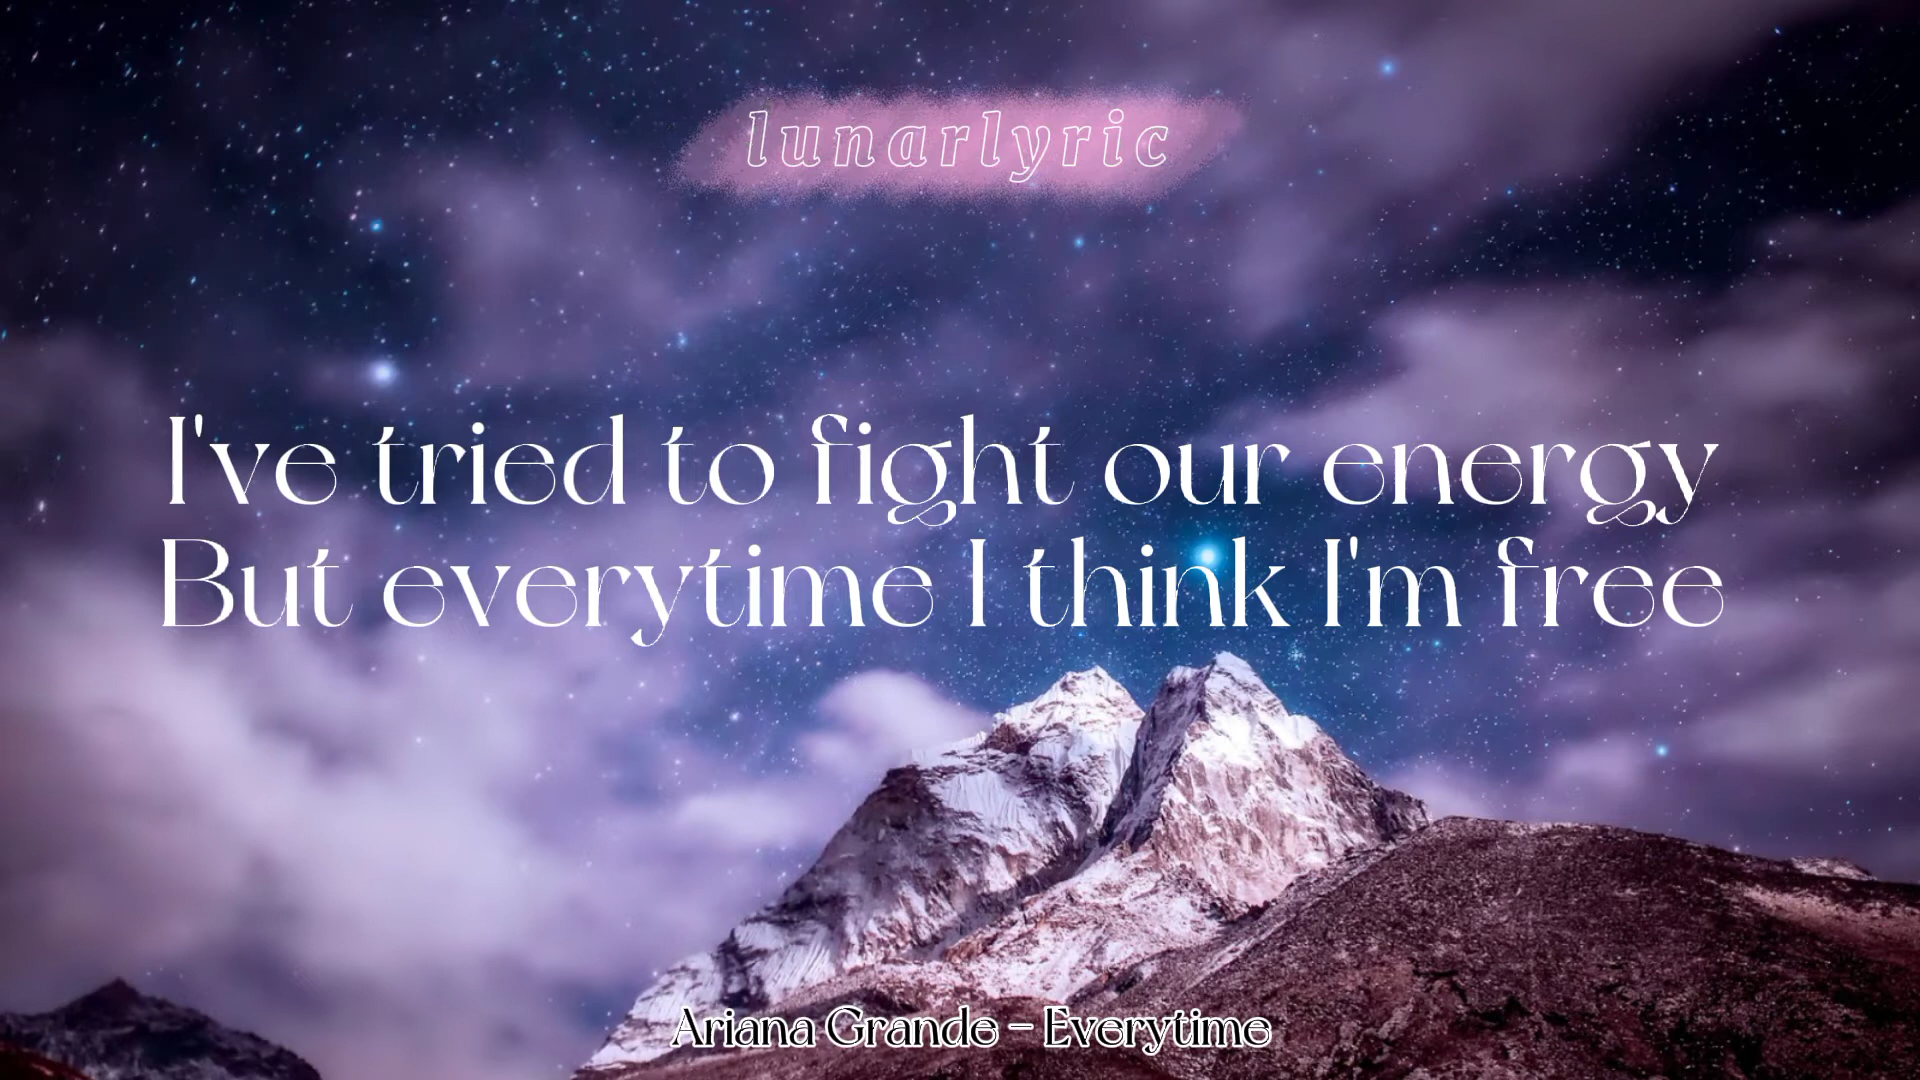 lunarlyric
I've tried to fight our energy
But everytime I think I'm free
Ariana Grande - Everytime